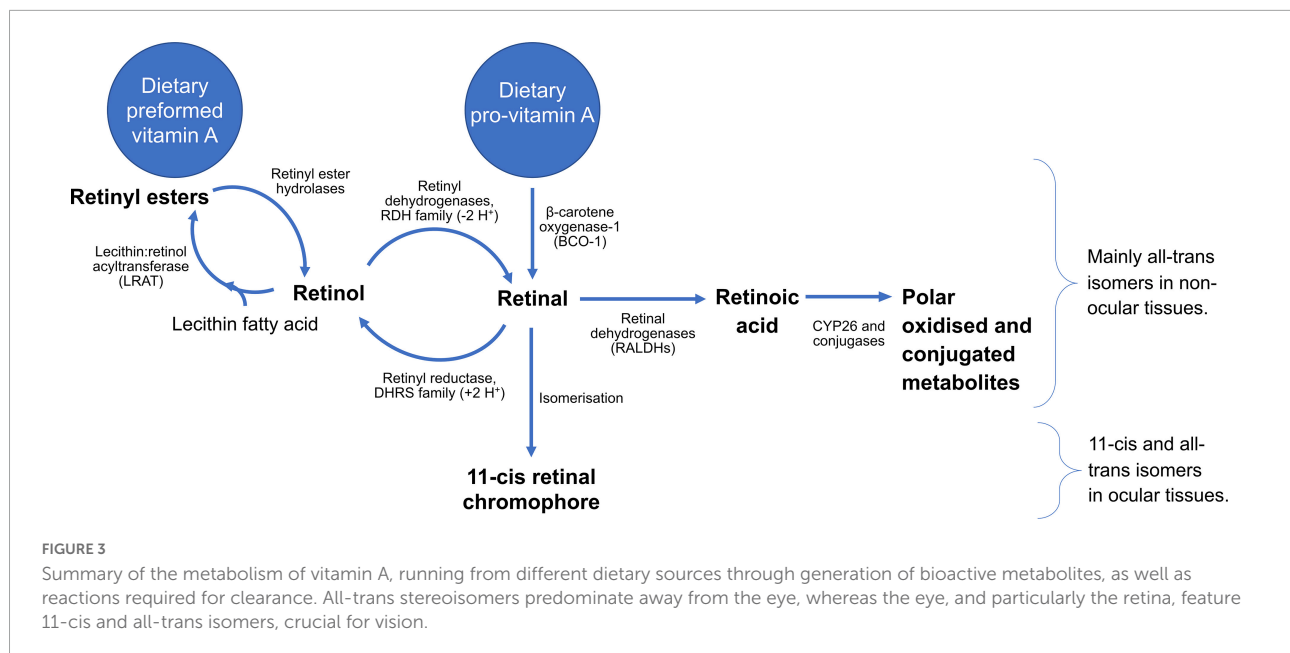 Dietary
preformed
vitamin A
Dietary
pro-vitamin A
Retinyl esters
Retinyl ester
hydrolases
Retinyl
dehydrogenases,
RDH family (-2 H⁺)
β-carotene
oxygenase-1
(BCO-1)
Lecithin:retinol
acyltransferase
(LRAT)
Lecithin fatty acid
Retinol
Retinal
Retinal
dehydrogenases
(RALDHs)
Retinoic
acid
CYP26 and
conjugases
Polar
oxidised and
conjugated
metabolites
Mainly all-trans
isomers in non-
ocular tissues.
Retinyl reductase,
DHRS family (+2 H⁺)
Isomerisation
11-cis retinal
chromophore
11-cis and all-
trans isomers
in ocular tissues.
FIGURE 3
Summary of the metabolism of vitamin A, running from different dietary sources through generation of bioactive metabolites, as well as
reactions required for clearance. All-trans stereoisomers predominate away from the eye, whereas the eye, and particularly the retina, feature
11-cis and all-trans isomers, crucial for vision.